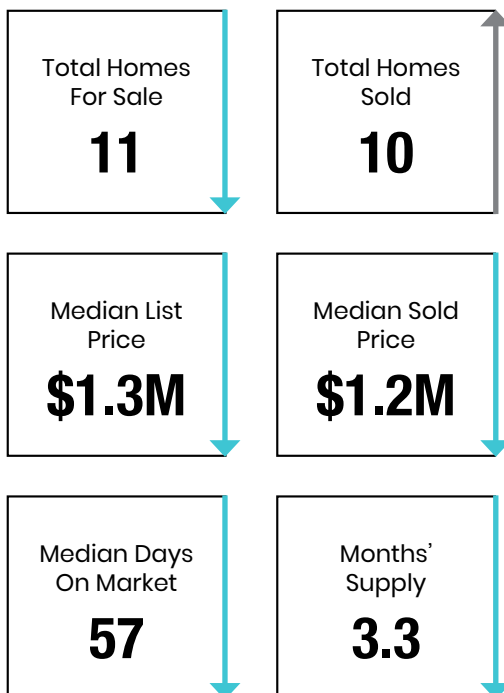 Total Homes
For Sale
11
Total Homes
Sold
10
Median List
Price
$1.3M
Median Sold
Price
$1.2M
Median Days
On Market
57
Months’
Supply
3.3